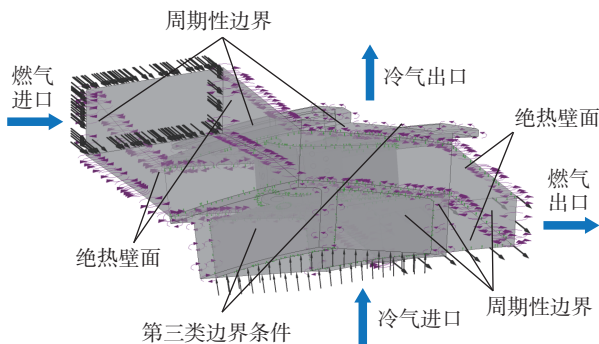 周期性边界
燃气
进口
冷气出口
绝热壁面
燃气
出口
绝热壁面
周期性边界
冷气进口
第三类边界条件